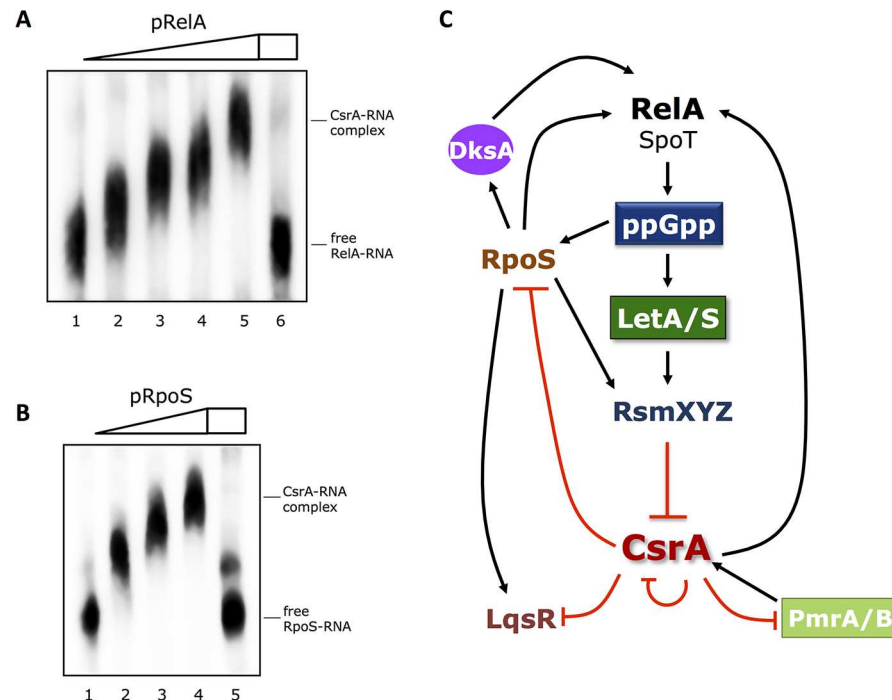 A
pRelA
CsrA-RNA
complex
free
RelA-RNA
1 2 3 4 5 6
B
pRpoS
CsrA-RNA
complex
free
RpoS-RNA
1 2 3 4 5
C
RelA
SpoT
DksA
ppGpp
RpoS
LetA/S
RsmXYZ
CsrA
LqsR
PmrA/B